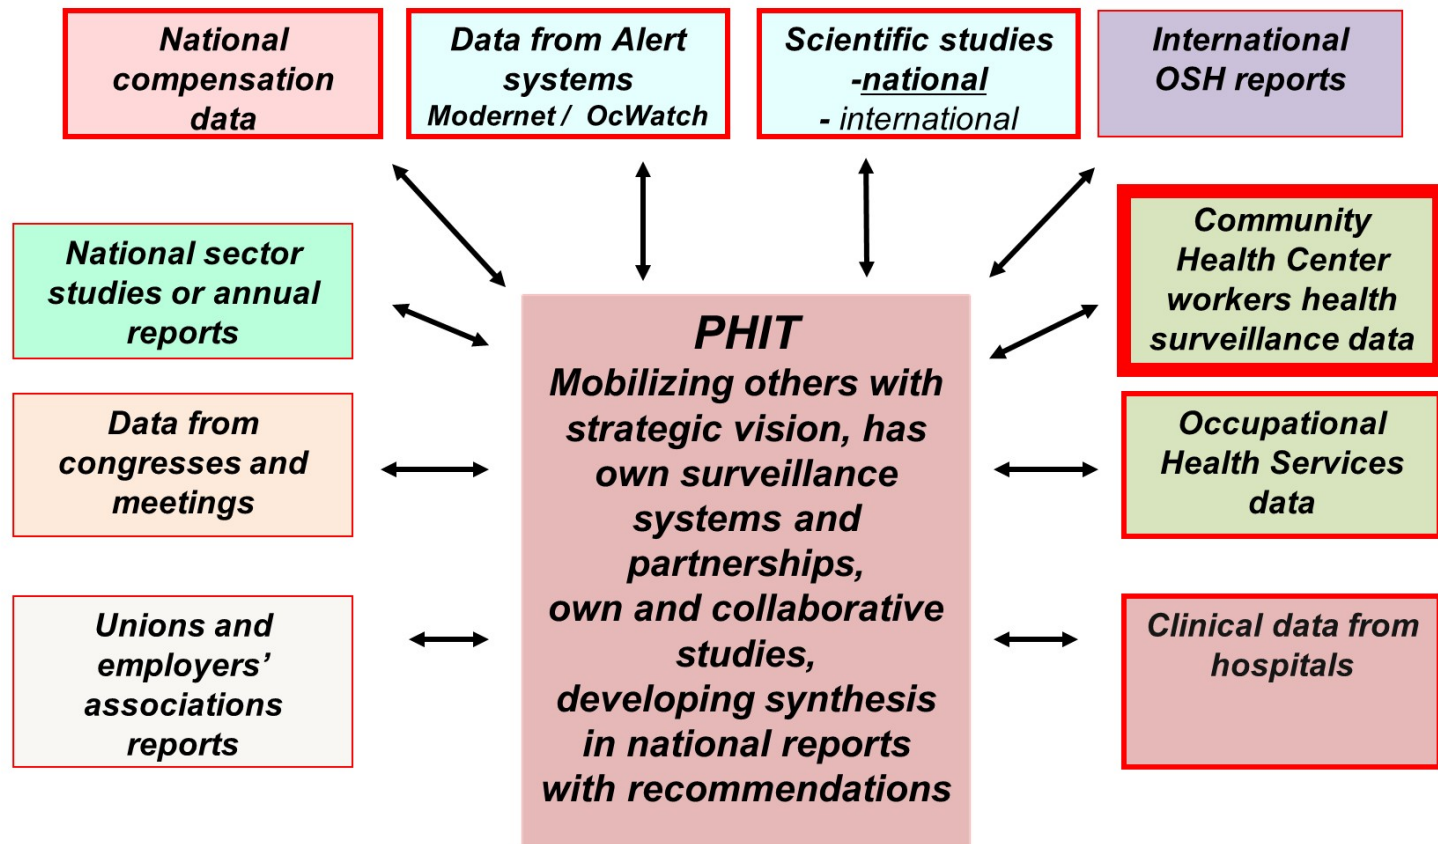 National
compensation
data
Data from Alert
systems
Modernet / OcWatch
Scientific studies
-national
- international
International
OSH reports
National sector
studies or annual
reports
Community
Health Center
workers health
surveillance data
Data from
congresses and
meetings
Occupational
Health Services
data
Unions and
employers’
associations
reports
Clinical data from
hospitals
PHIT
Mobilizing others with
strategic vision, has
own surveillance
systems and
partnerships,
own and collaborative
studies,
developing synthesis
in national reports
with recommendations